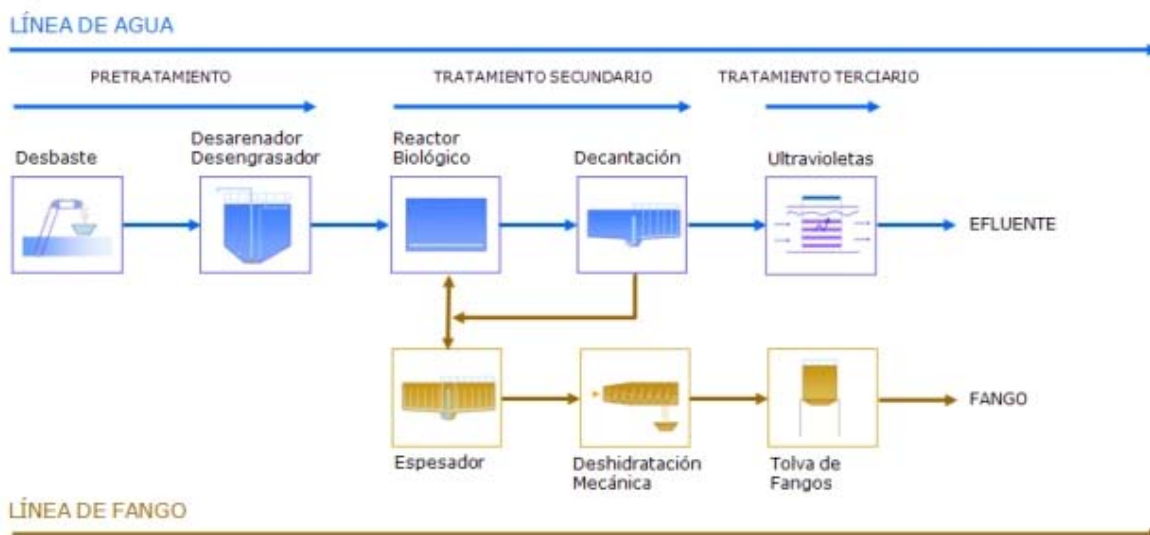 LÍNEA DE AGUA
PRETRATAMIENTO
TRATAMIENTO SECUNDARIO
TRATAMIENTO TERCIARIO
Desbaste
Desarenador
Desengrasador
Reactor
Biológico
Decantación
Ultravioletas
EFLUENTE
Espesador
Deshidratación
Mecánica
Tolva de
Fangos
FANGO
LÍNEA DE FANGO